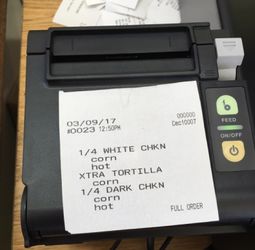 03/09/17 000000
#0023 12:50PM Dec10007
1/4 WHITE CHKN
corn
hot
XTRA TORTILLA
corn
1/4 DARK CHKN
corn
hot
FULL ORDER
FEED
ON/OFF